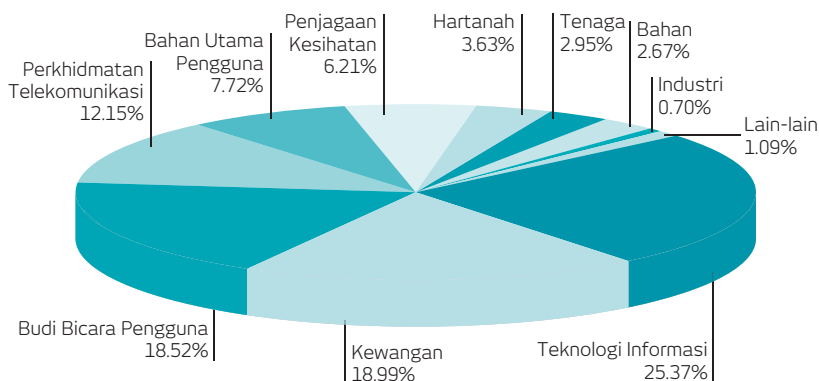 Penjagaan
Kesihatan
6.21%
Hartanah
3.63%
Tenaga
2.95%
Bahan
2.67%
Industri
0.70%
Lain-lain
1.09%
Bahan Utama
Pengguna
7.72%
Perkhidmatan
Telekomunikasi
12.15%
Budi Bicara Pengguna
18.52%
Kewangan
18.99%
Teknologi Informasi
25.37%